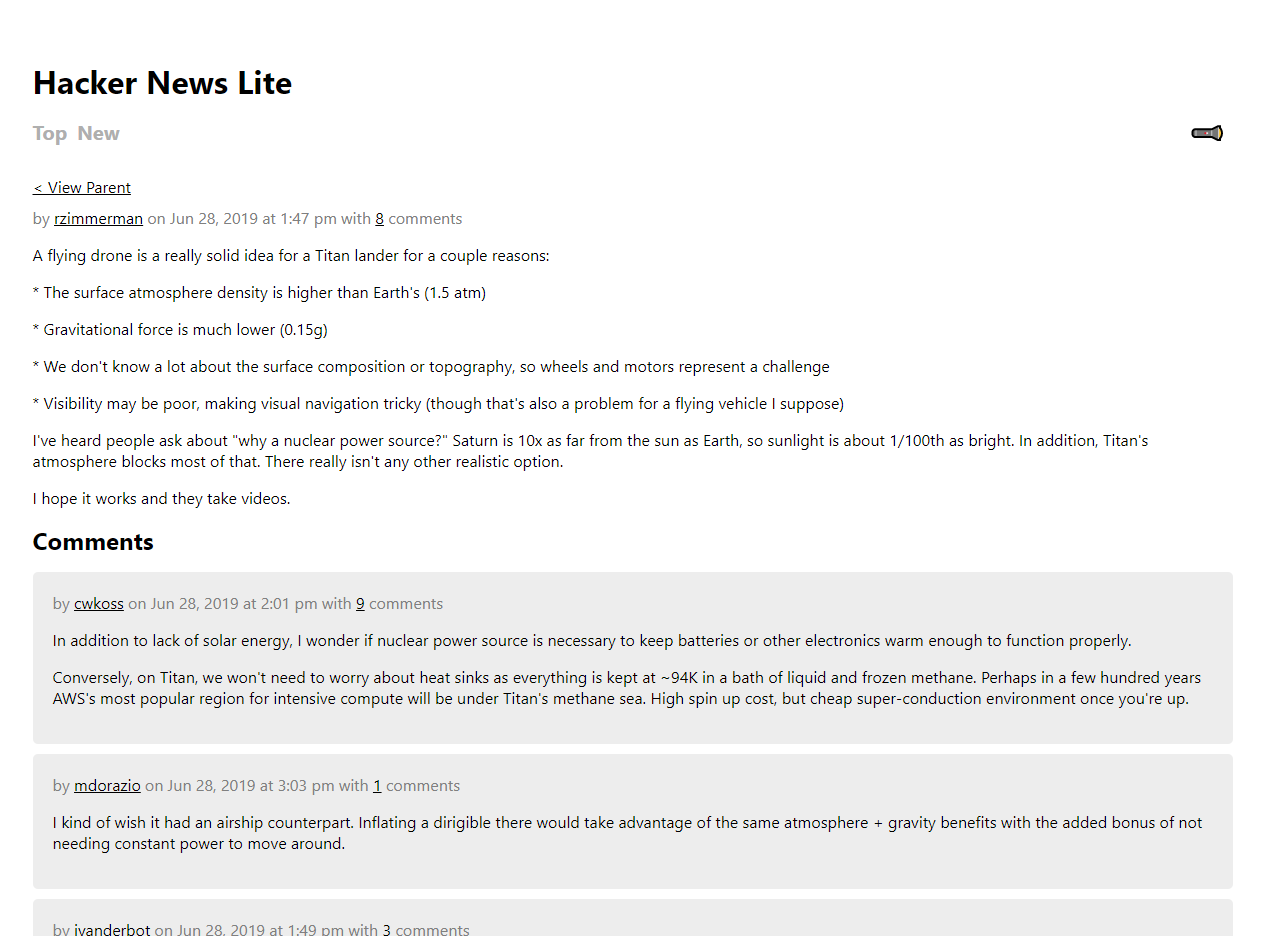 Hacker News Lite
Top New
< View Parent
by rzimmerman on Jun 28, 2019 at 1:47 pm with 8 comments
A flying drone is a really solid idea for a Titan lander for a couple reasons:
* The surface atmosphere density is higher than Earth's (1.5 atm)
* Gravitational force is much lower (0.15g)
* We don't know a lot about the surface composition or topography, so wheels and motors represent a challenge
* Visibility may be poor, making visual navigation tricky (though that's also a problem for a flying vehicle I suppose)
I've heard people ask about "why a nuclear power source?" Saturn is 10x as far from the sun as Earth, so sunlight is about 1/100th as bright. In addition, Titan's
atmosphere blocks most of that. There really isn't any other realistic option.
I hope it works and they take videos.
Comments
by cwkoss on Jun 28, 2019 at 2:01 pm with 9 comments
In addition to lack of solar energy, I wonder if nuclear power source is necessary to keep batteries or other electronics warm enough to function properly.
Conversely, on Titan, we won't need to worry about heat sinks as everything is kept at ~94K in a bath of liquid and frozen methane. Perhaps in a few hundred years
AWS's most popular region for intensive compute will be under Titan's methane sea. High spin up cost, but cheap super-conduction environment once you're up.
by mdorazio on Jun 28, 2019 at 3:03 pm with 1 comments
I kind of wish it had an airship counterpart. Inflating a dirigible there would take advantage of the same atmosphere + gravity benefits with the added bonus of not
needing constant power to move around.
by ivanderbot on Jun 28, 2019 at 1:49 pm with 3 comments